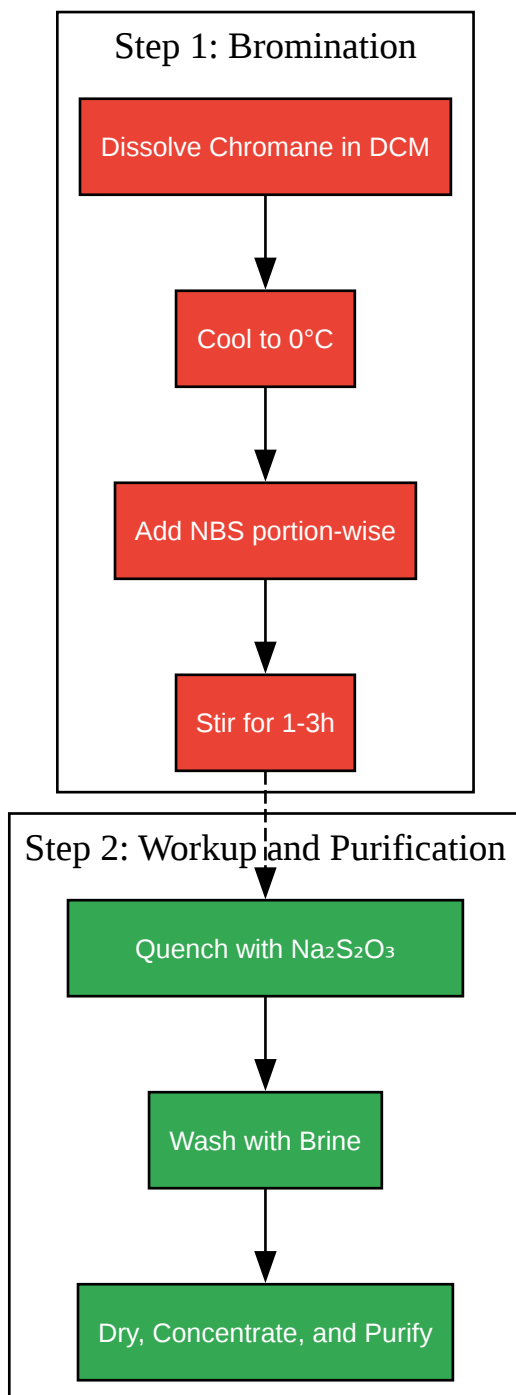 Step 1: Bromination
Dissolve Chromane in DCM
Cool to 0°C
Add NBS portion-wise
Stir for 1-3h
Step 2: Workup and Purification
Quench with Na₂S₂O₃
Wash with Brine
Dry, Concentrate, and Purify